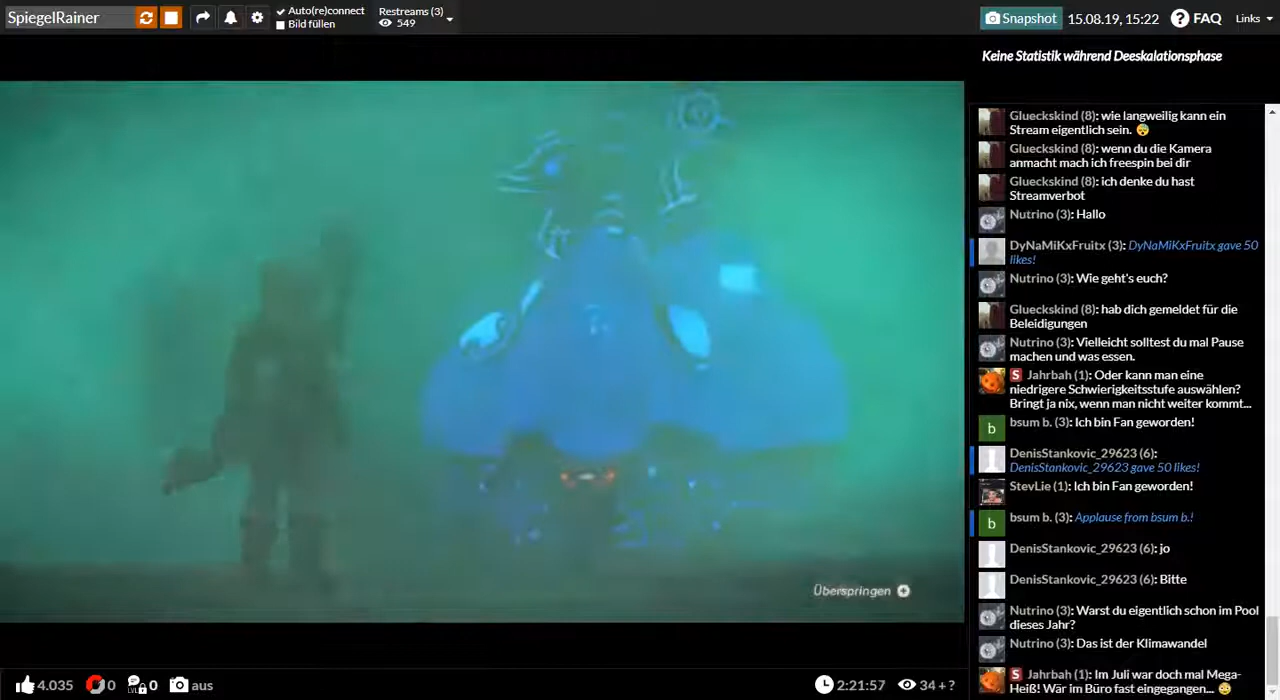 SpiegelRainer
Auto(re)connect
Bild füllen
Restreams (3)
549
Snapshot
15.08.19, 15:22
FAQ
Links
Keine Statistik während Deeskalationsphase
Glueckskind (8): wie langweilig kann ein
Stream eigentlich sein. 😴
Glueckskind (8): wenn du die Kamera
anmacht mach ich freespin bei dir
Glueckskind (8): ich denke du hast
Streamverbot
Nutrino (3): Hallo
DyNaMiKxFruitx (3): DyNaMiKxFruitx gave 50
likes!
Nutrino (3): Wie geht's euch?
Glueckskind (8): hab dich gemeldet für die
Beleidigungen
Nutrino (3): Vielleicht solltest du mal Pause
machen und was essen.
S Jahrbah (1): Oder kann man eine
niedrigere Schwierigkeitsstufe auswählen?
Bringt ja nix, wenn man nicht weiter kommt...
b bsum b. (3): Ich bin Fan geworden!
DenisStankovic_29623 (6):
DenisStankovic_29623 gave 50 likes!
StevLie (1): Ich bin Fan geworden!
b bsum b. (3): Applause from bsum b.!
DenisStankovic_29623 (6): jo
DenisStankovic_29623 (6): Bitte
Nutrino (3): Warst du eigentlich schon im Pool
dieses Jahr?
Nutrino (3): Das ist der Klimawandel
S Jahrbah (1): Im Juli war doch mal Mega-
Heiß! Wär im Büro fast eingegangen... 😳
Überspringen
4.035
0
LVL
0
aus
2:21:57
34 + ?